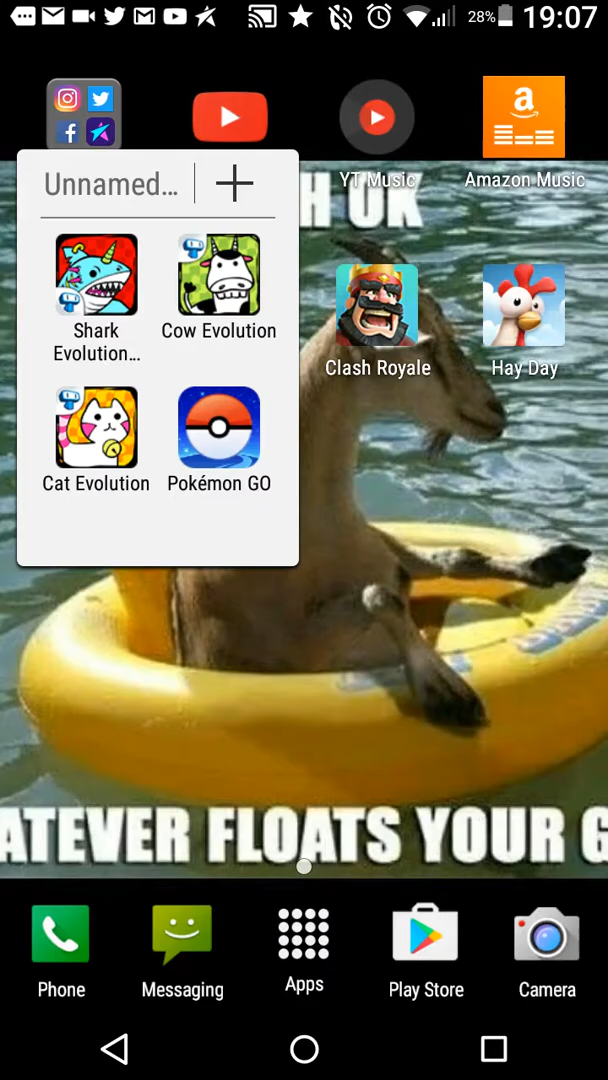 28% 19:07
Unnamed...
YT Music
Amazon Music
H OK
Shark
Evolution...
Cow Evolution
Clash Royale
Hay Day
Cat Evolution
Pokémon GO
ATEVER FLOATS YOUR G
Phone
Messaging
Apps
Play Store
Camera